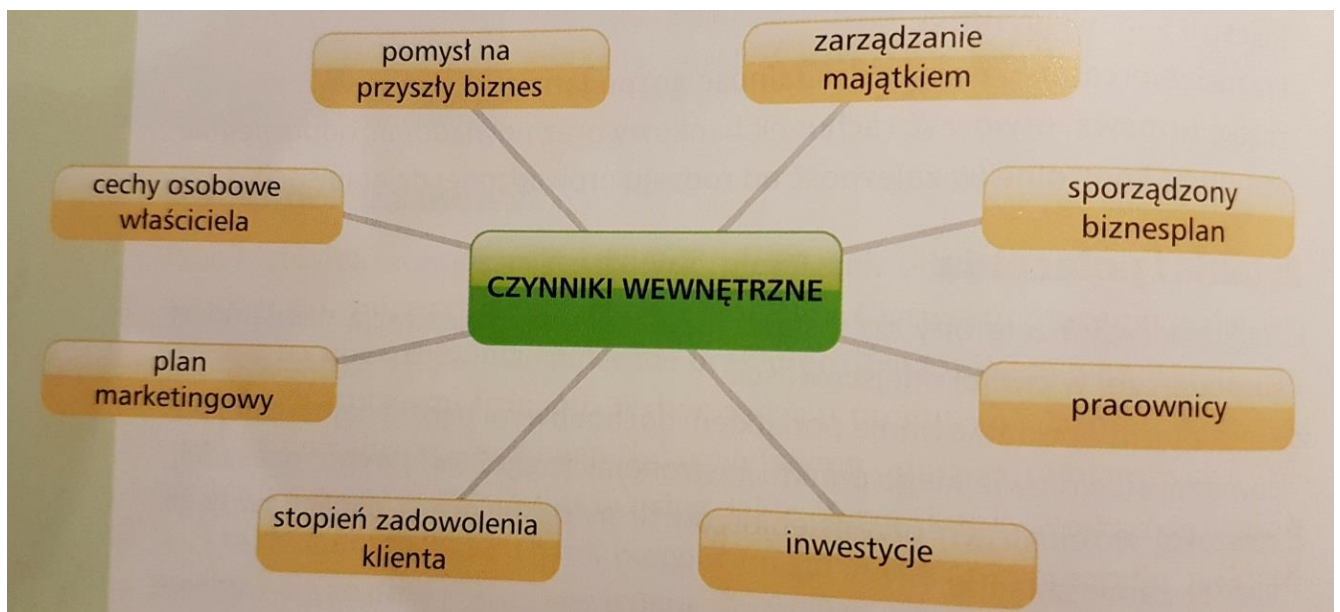 pomysł na
przyszły biznes
zarządzanie
majątkiem
cechy osobowe
właściciela
sporządzony
biznesplan
CZYNNIKI WEWNĘTRZNE
plan
marketingowy
pracownicy
stopień zadowolenia
klienta
inwestycje